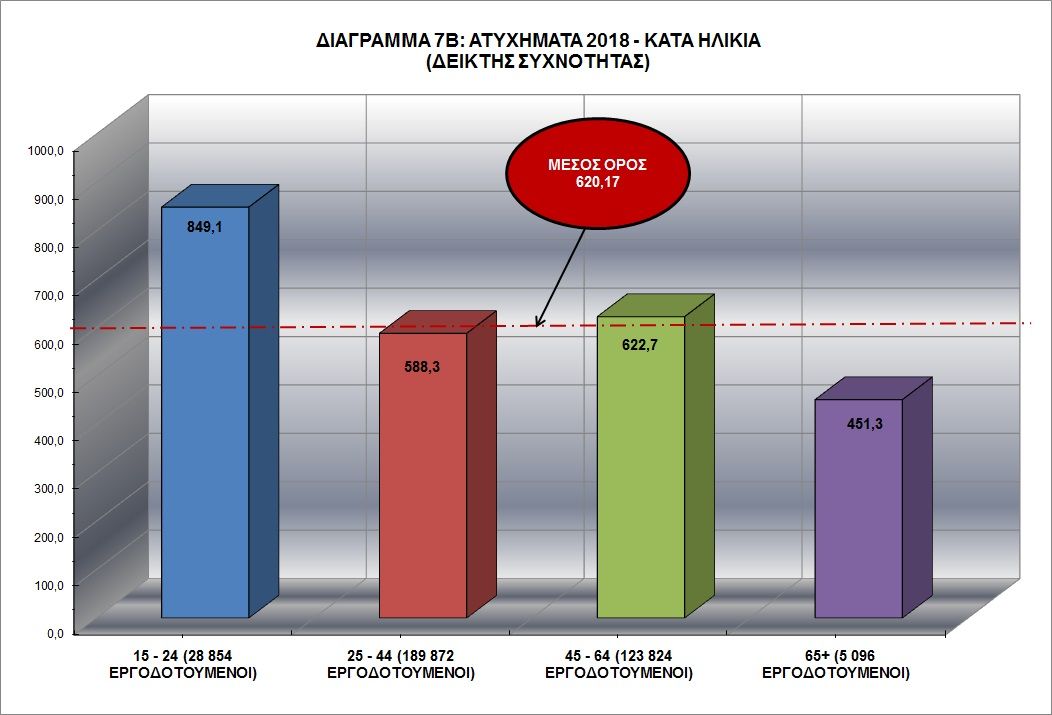 ΔΙΑΓΡΑΜΜΑ 7Β: ΑΤΥΧΗΜΑΤΑ 2018 - ΚΑΤΑ ΗΛΙΚΙΑ
(ΔΕΙΚΤΗΣ ΣΥΧΝΟΤΗΤΑΣ)
ΜΕΣΟΣ ΟΡΟΣ
620,17
1000,0
900,0
800,0
700,0
600,0
500,0
400,0
300,0
200,0
100,0
0,0
849,1
588,3
622,7
451,3
15 - 24 (28 854
ΕΡΓΟΔΟΤΟΥΜΕΝΟΙ)
25 - 44 (189 872
ΕΡΓΟΔΟΤΟΥΜΕΝΟΙ)
45 - 64 (123 824
ΕΡΓΟΔΟΤΟΥΜΕΝΟΙ)
65+ (5 096
ΕΡΓΟΔΟΤΟΥΜΕΝΟΙ)